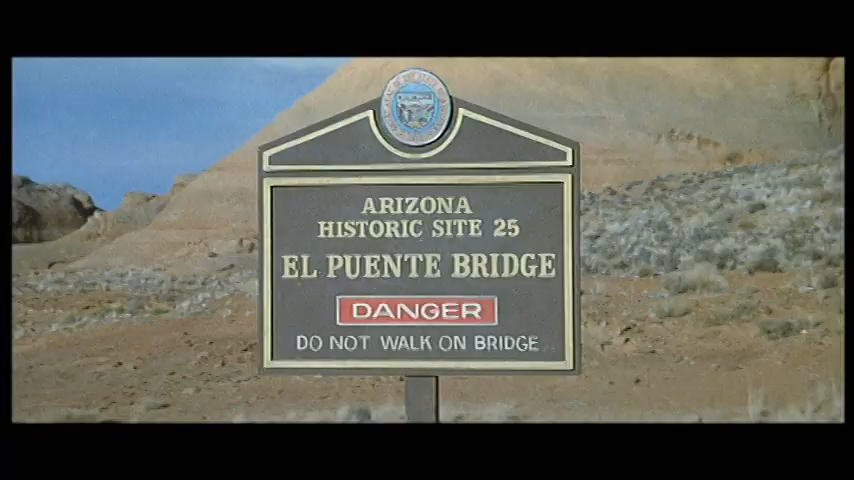 ARIZONA
HISTORIC SITE 25
EL PUENTE BRIDGE
DANGER
DO NOT WALK ON BRIDGE